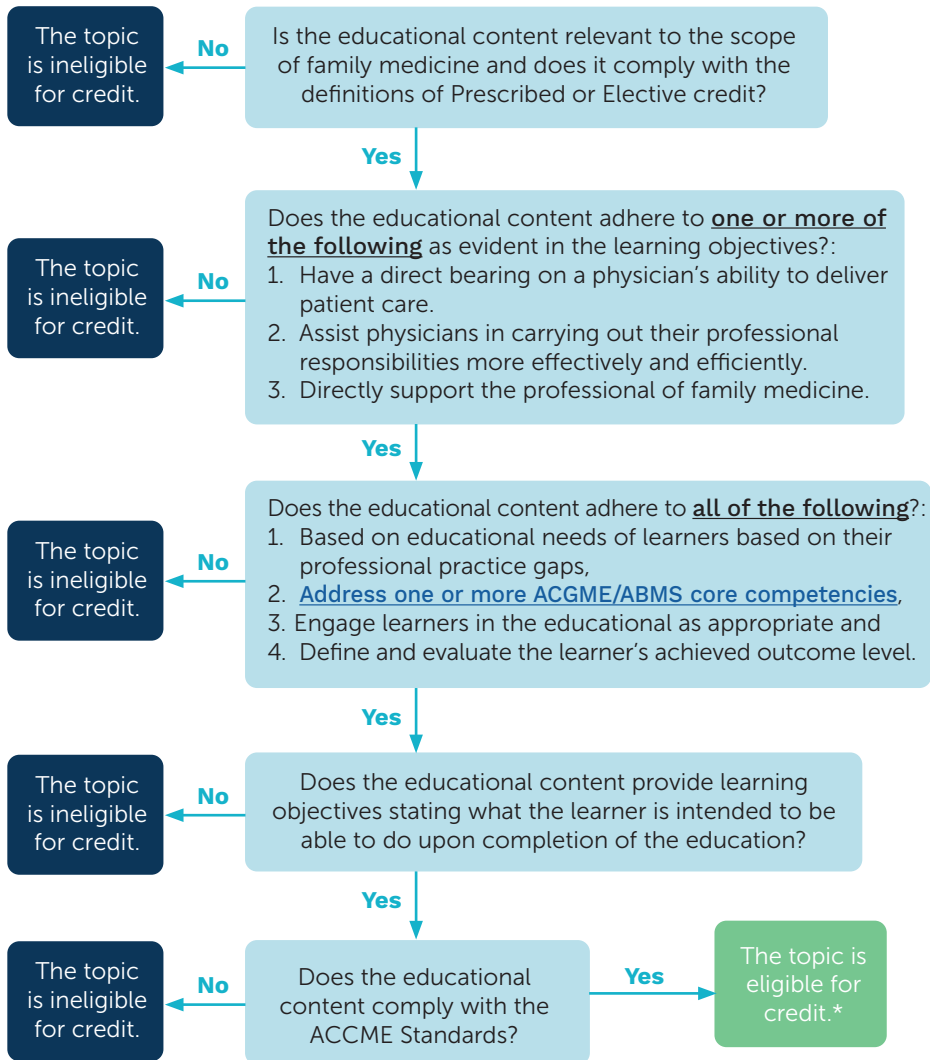 The topic
is ineligible
for credit.
No
Is the educational content relevant to the scope
of family medicine and does it comply with the
definitions of Prescribed or Elective credit?
Yes
The topic
is ineligible
for credit.
No
Does the educational content adhere to one or more of
the following as evident in the learning objectives?:
1. Have a direct bearing on a physician’s ability to deliver
patient care.
2. Assist physicians in carrying out their professional
responsibilities more effectively and efficiently.
3. Directly support the professional of family medicine.
Yes
The topic
is ineligible
for credit.
No
Does the educational content adhere to all of the following?:
1. Based on educational needs of learners based on their
professional practice gaps,
2. Address one or more ACGME/ABMS core competencies,
3. Engage learners in the educational as appropriate and
4. Define and evaluate the learner’s achieved outcome level.
Yes
The topic
is ineligible
for credit.
No
Does the educational content provide learning
objectives stating what the learner is intended to be
able to do upon completion of the education?
Yes
The topic
is ineligible
for credit.
No
Does the educational
content comply with the
ACCME Standards?
Yes
The topic is
eligible for
credit.*